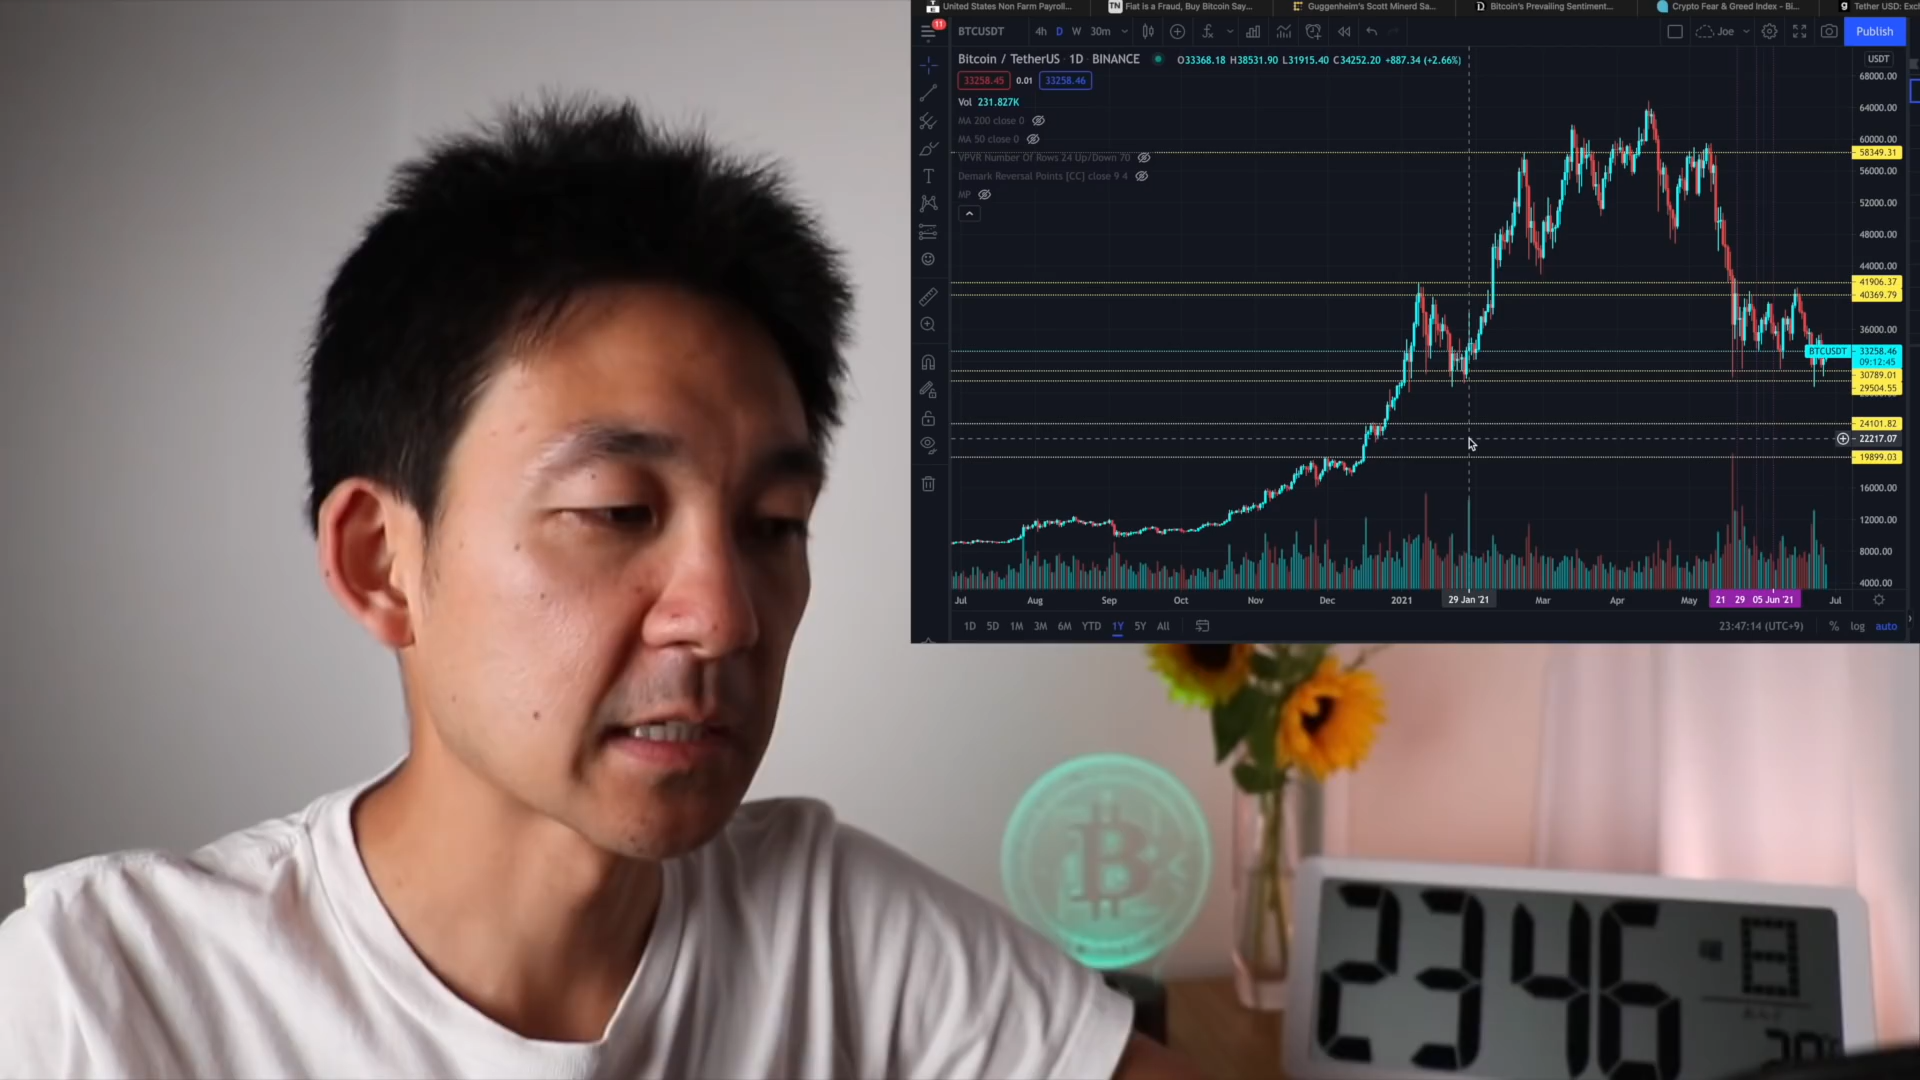 United States Non Farm Payroll...
TN Fiat is a Fraud, Buy Bitcoin Say...
Guggenheim's Scott Minerd Sa...
Bitcoin's Prevailing Sentiment...
Crypto Fear & Greed Index - Bi...
Tether USD: Exc
11
BTCUSDT 4h D W 30m
Joe
Publish
Bitcoin / TetherUS · 1D · BINANCE
O33368.18 H38531.90 L31915.40 C34252.20 +887.34 (+2.66%)
USDT
33258.45 0.01 33258.46
Vol 231.827K
MA 200 close 0
MA 50 close 0
VPVR Number Of Rows 24 Up/Down 70
Demark Reversal Points [CC] close 9 4
MP
68000.00
64000.00
60000.00
58349.31
56000.00
52000.00
48000.00
44000.00
41906.37
40369.79
36000.00
BTCUSDT 33258.46
09:12:45
30789.01
29504.55
24101.82
22217.07
19899.03
16000.00
12000.00
8000.00
4000.00
Jul Aug Sep Oct Nov Dec 2021 29 Jan '21 Mar Apr May 21 29 05 Jun '21 Jul
1D 5D 1M 3M 6M YTD 1Y 5Y All
23:47:14 (UTC+9) % log auto
B
2346